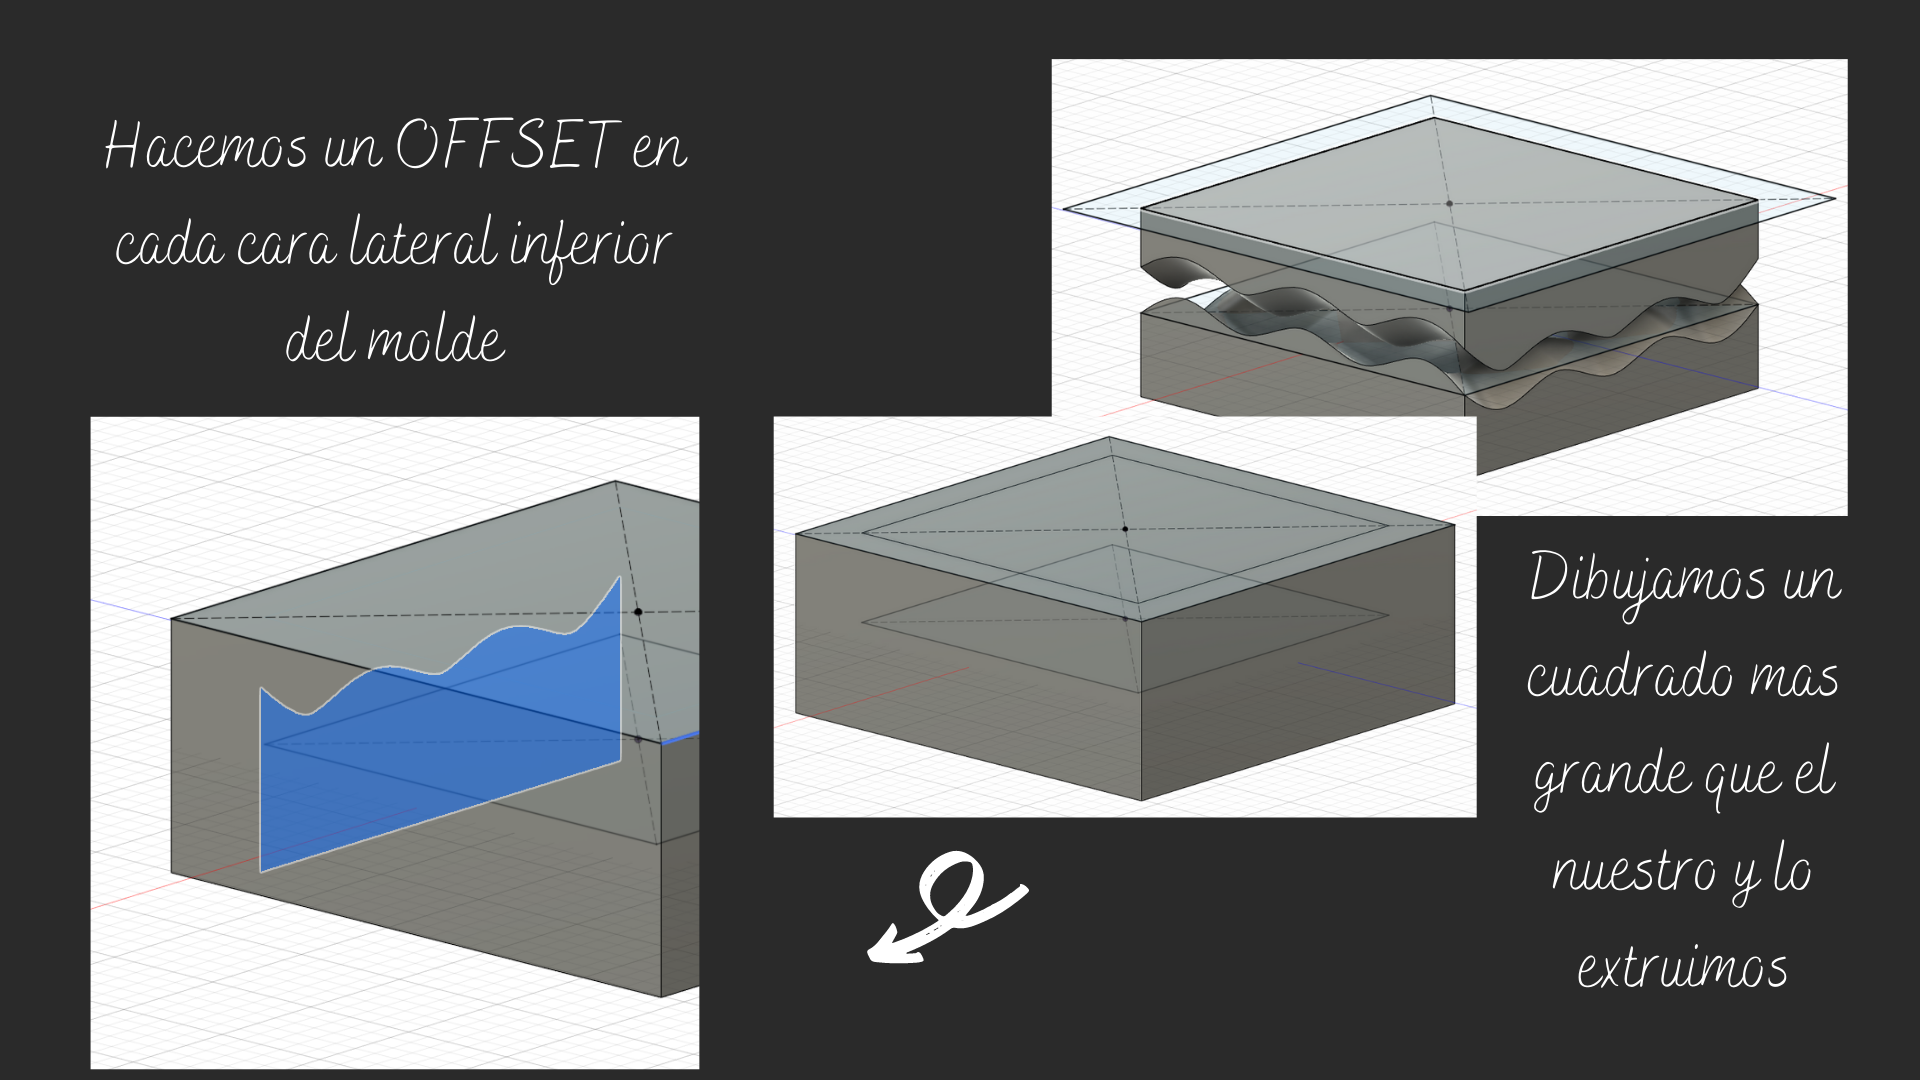 Hacemos un OFFSET en
cada cara lateral inferior
del molde
Dibujamos un
cuadrado mas
grande que el
nuestro y lo
extruimos